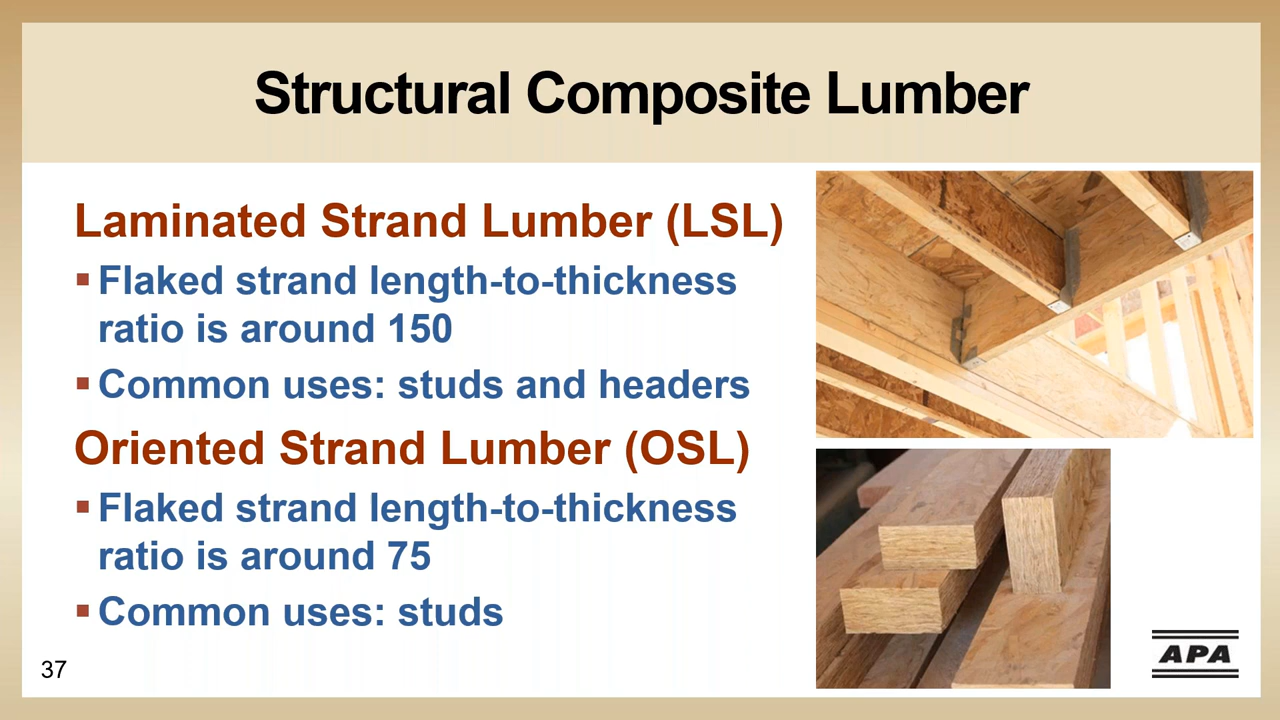 Structural Composite Lumber
Laminated Strand Lumber (LSL)
▪ Flaked strand length-to-thickness
ratio is around 150
▪ Common uses: studs and headers
Oriented Strand Lumber (OSL)
▪ Flaked strand length-to-thickness
ratio is around 75
▪ Common uses: studs
37
APA